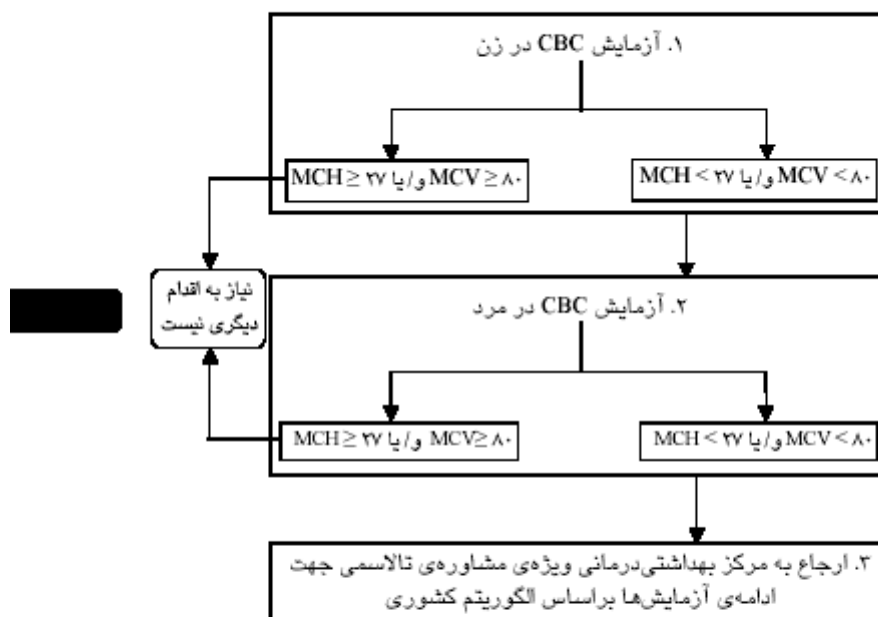 ۱. آزمایش CBC در زن
MCH < ۲۷ و/یا MCV < ۸۰
MCH ≥ ۲۷ و/یا MCV ≥ ۸۰
نیاز به اقدام
دیگری نیست
۲. آزمایش CBC در مرد
MCH < ۲۷ و/یا MCV < ۸۰
MCH ≥ ۲۷ و/یا MCV≥ ۸۰
۳. ارجاع به مرکز بهداشتی‌درمانی ویژه‌ی مشاوره‌ی تالاسمی جهت
ادامه‌ی آزمایش‌ها براساس الگوریتم کشوری